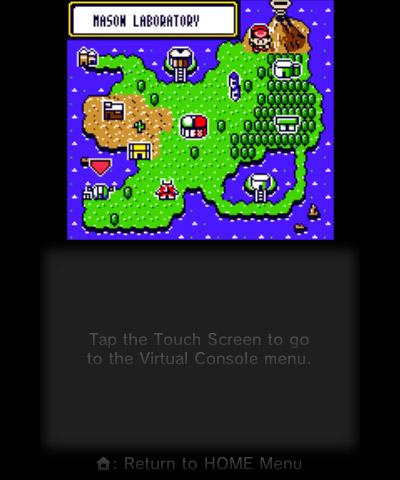 MASON LABORATORY
Tap the Touch Screen to go
to the Virtual Console menu.
: Return to HOME Menu